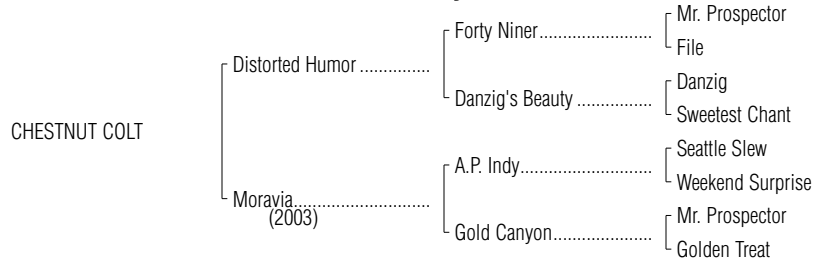 Mr. Prospector
Forty Niner........................
File
Distorted Humor ...............
Danzig
Danzig's Beauty ................
Sweetest Chant
CHESTNUT COLT
Seattle Slew
A.P. Indy............................
Weekend Surprise
Moravia.............................
(2003)
Mr. Prospector
Gold Canyon.....................
Golden Treat